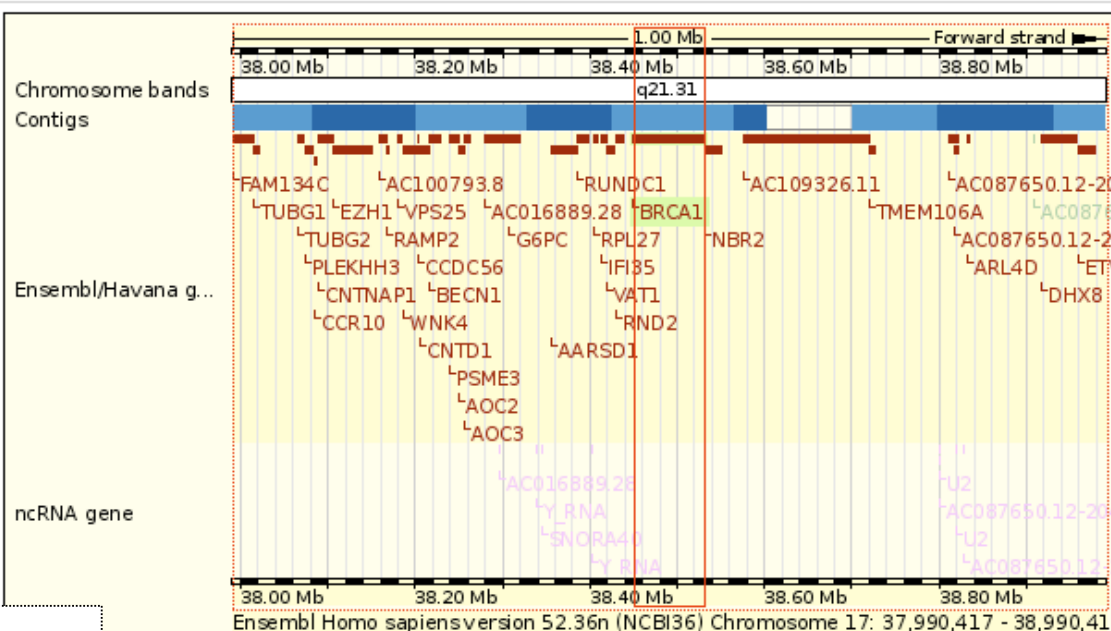 1.00 Mb Forward strand
38.00 Mb 38.20 Mb 38.40 Mb 38.60 Mb 38.80 Mb
Chromosome bands q21.31
Contigs
FAM134C AC100793.8 RUNDC1 AC109326.11 AC087650.12-20
TUBG1 EZH1 VPS25 AC016889.28 BRCA1 TMEM106A AC0876
TUBG2 RAMP2 G6PC RPL27 NBR2 AC087650.12-2
PLEKHH3 CCDC56 IFI35 ARL4D ET
Ensembl/Havana g...
CNTNAP1 BECN1 VAT1 DHX8
CCR10 WNK4 RND2
CNTD1 AARSD1
PSME3
AOC2
AOC3
AC016889.28 U2
ncRNA gene Y_RNA AC087650.12-20
SNORA40 U2
Y_RNA AC087650.12-
38.00 Mb 38.20 Mb 38.40 Mb 38.60 Mb 38.80 Mb
Ensembl Homo sapiens version 52.36n (NCBI36) Chromosome 17: 37,990,417 - 38,990,41